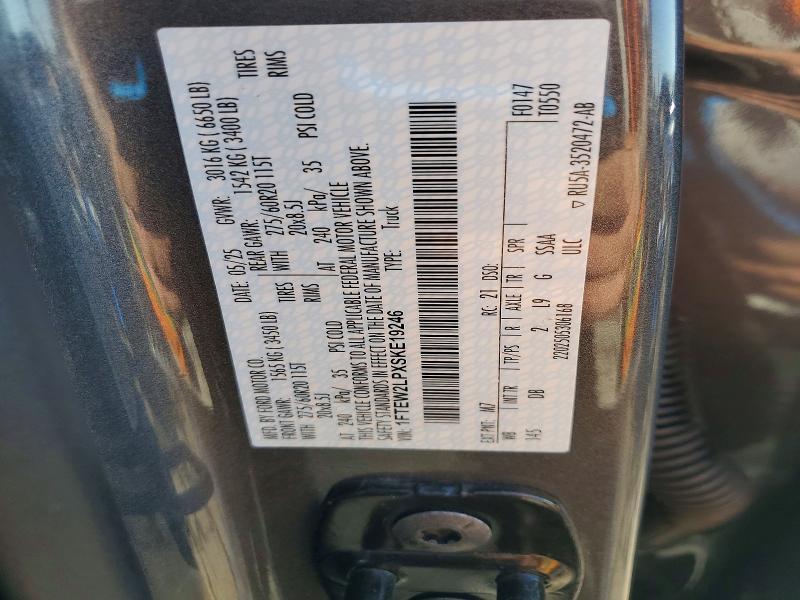 MFD. BY FORD MOTOR CO. DATE: 05/25 GVWR: 3016 KG ( 6650 LB)
FRONT GAWR: 1565 KG ( 3450 LB) REAR GAWR: 1542 KG ( 3400 LB)
WITH 275/60R20 115T TIRES WITH 275/60R20 115T TIRES
20x8.5J RIMS 20x8.5J RIMS
AT 240 kPa/ 35 PSI COLD AT 240 kPa/ 35 PSI COLD
THIS VEHICLE CONFORMS TO ALL APPLICABLE FEDERAL MOTOR VEHICLE
SAFETY STANDARDS IN EFFECT ON THE DATE OF MANUFACTURE SHOWN ABOVE.
VIN: 1FTEW2LPXSKE19246 TYPE: Truck
EXT PNT: M7 RC: 21 DSO: F0147
WB INT TR TP/PS R AXLE TR SPR T0550
145 DB 2 L9 G SSAA
ULC
2202505306168 ▽ RU5A-3520472-AB